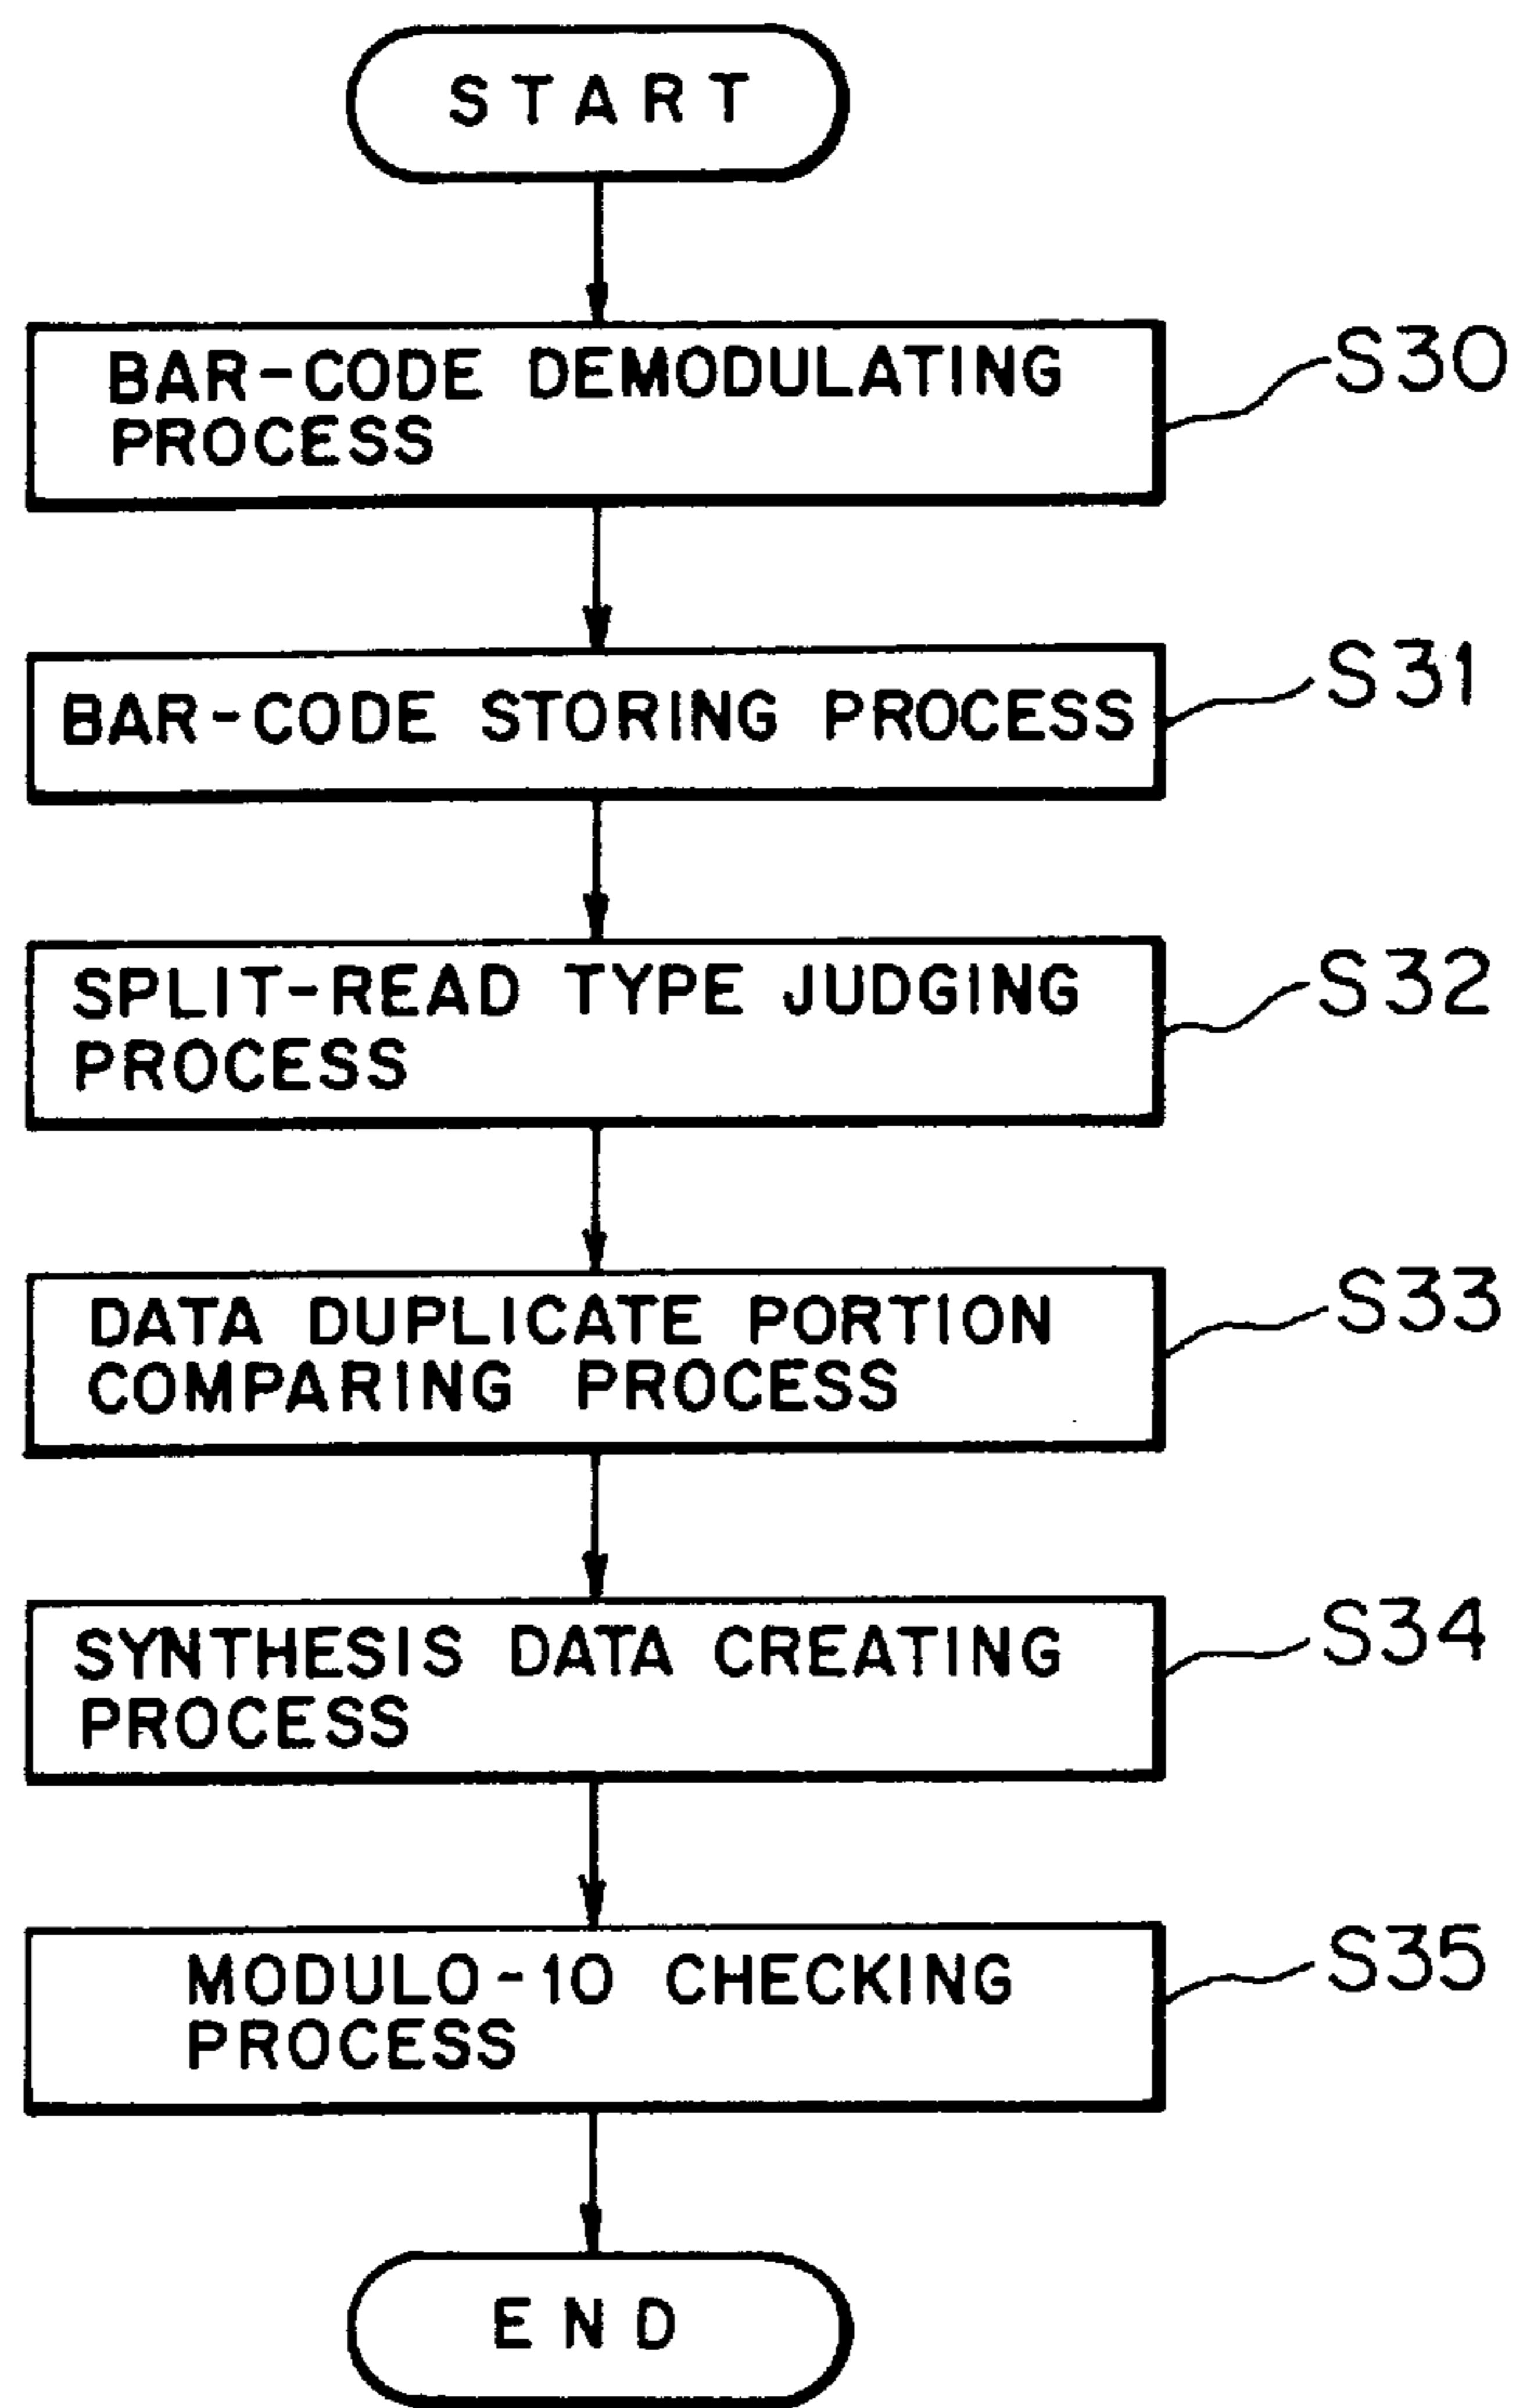 START
BAR-CODE DEMODULATING
PROCESS
S30
BAR-CODE STORING PROCESS
S31
SPLIT-READ TYPE JUDGING
PROCESS
S32
DATA DUPLICATE PORTION
COMPARING PROCESS
S33
SYNTHESIS DATA CREATING
PROCESS
S34
MODULO-10 CHECKING
PROCESS
S35
END